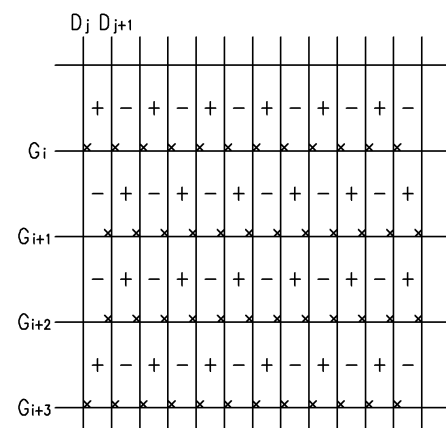 Dj Dj+1
+ − + − + − + − + − + −
Gi
− + − + − + − + − + − +
Gi+1
− + − + − + − + − + − +
Gi+2
+ − + − + − + − + − + −
Gi+3